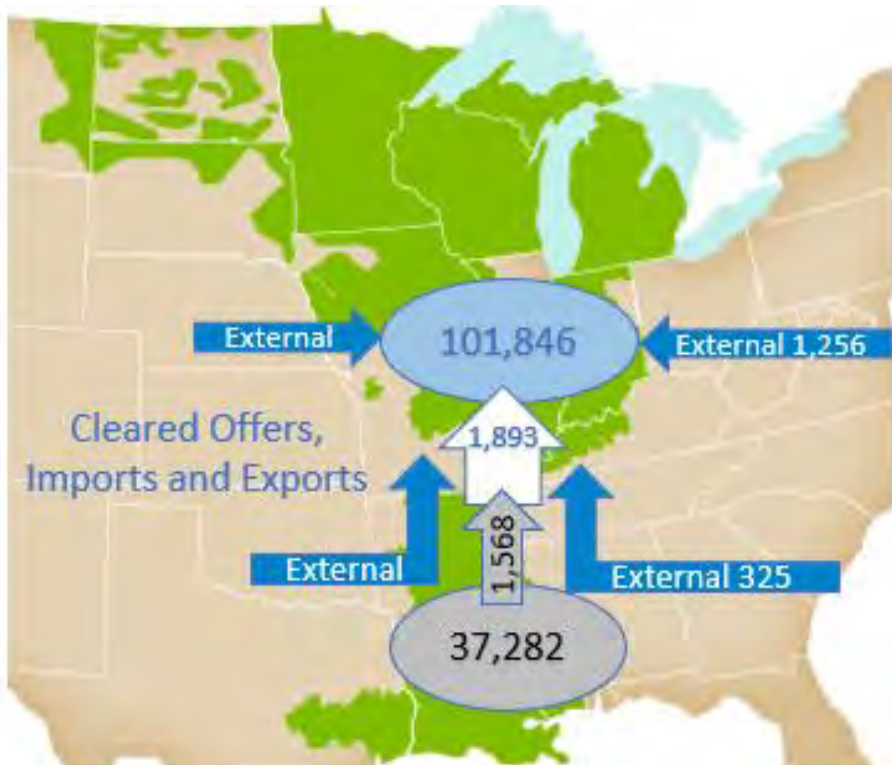 External
101,846
External 1,256
Cleared Offers,
Imports and Exports
1,893
1,568
External
External 325
37,282